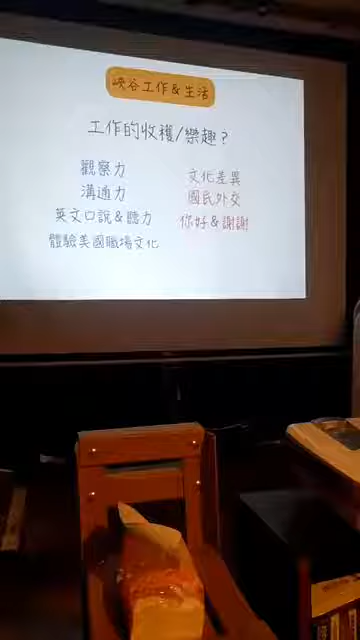 峽谷工作 & 生活
工作的收穫/樂趣?
觀察力
溝通力
英文口說 & 聽力
體驗美國職場文化
文化差異
國民外交
你好 & 謝謝